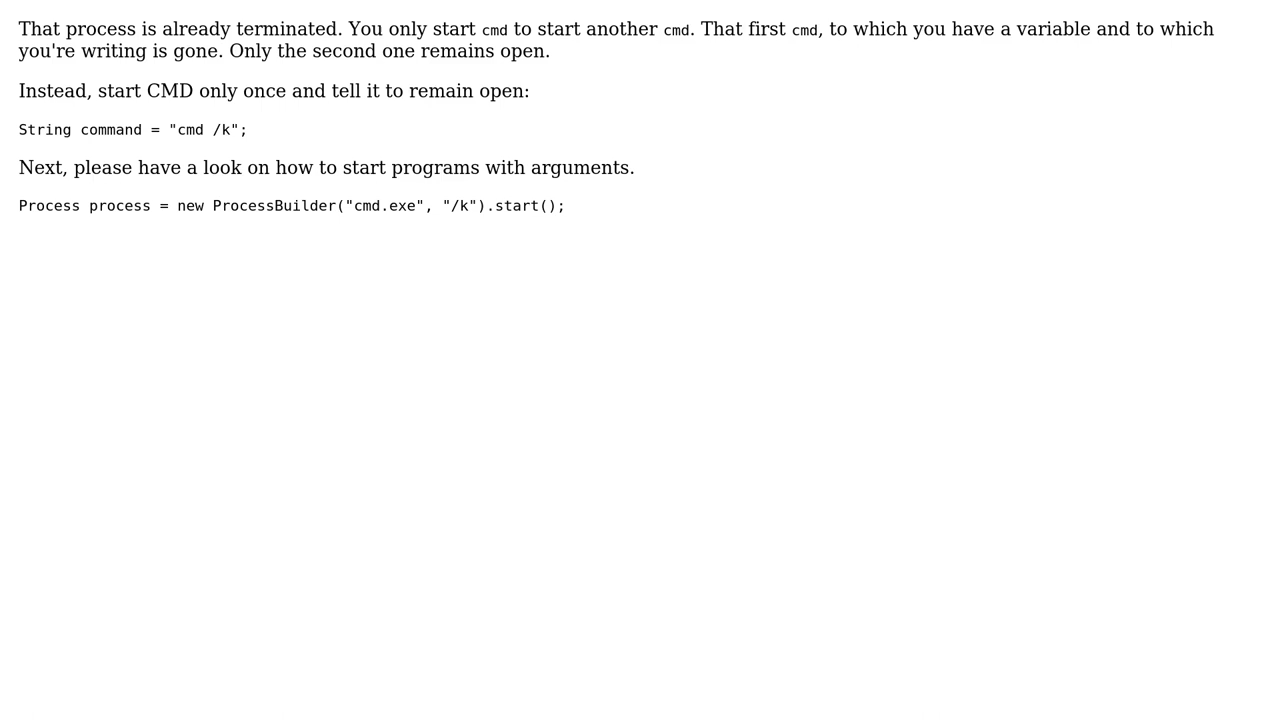 That process is already terminated. You only start cmd to start another cmd. That first cmd, to which you have a variable and to which
you're writing is gone. Only the second one remains open.
Instead, start CMD only once and tell it to remain open:
String command = "cmd /k";
Next, please have a look on how to start programs with arguments.
Process process = new ProcessBuilder("cmd.exe", "/k").start();